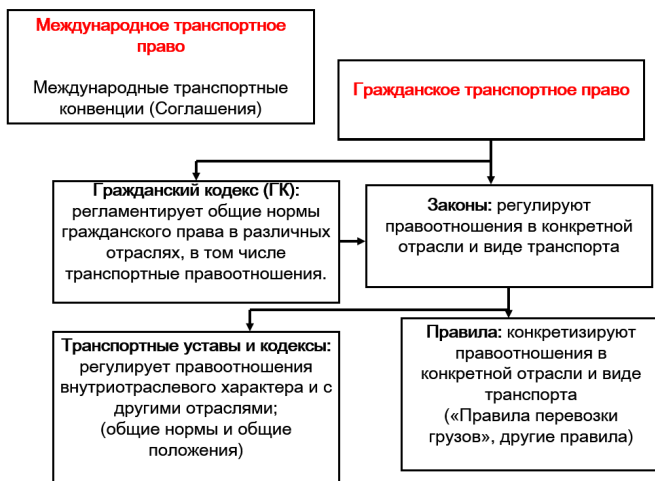 Международное транспортное
право
Международные транспортные
конвенции (Соглашения)
Гражданское транспортное право
Гражданский кодекс (ГК):
регламентирует общие нормы
гражданского права в различных
отраслях, в том числе
транспортные правоотношения.
Законы: регулируют
правоотношения в конкретной
отрасли и виде транспорта
Транспортные уставы и кодексы:
регулирует правоотношения
внутриотраслевого характера и с
другими отраслями;
(общие нормы и общие
положения)
Правила: конкретизируют
правоотношения в
конкретной отрасли и виде
транспорта
(«Правила перевозки
грузов», другие правила)